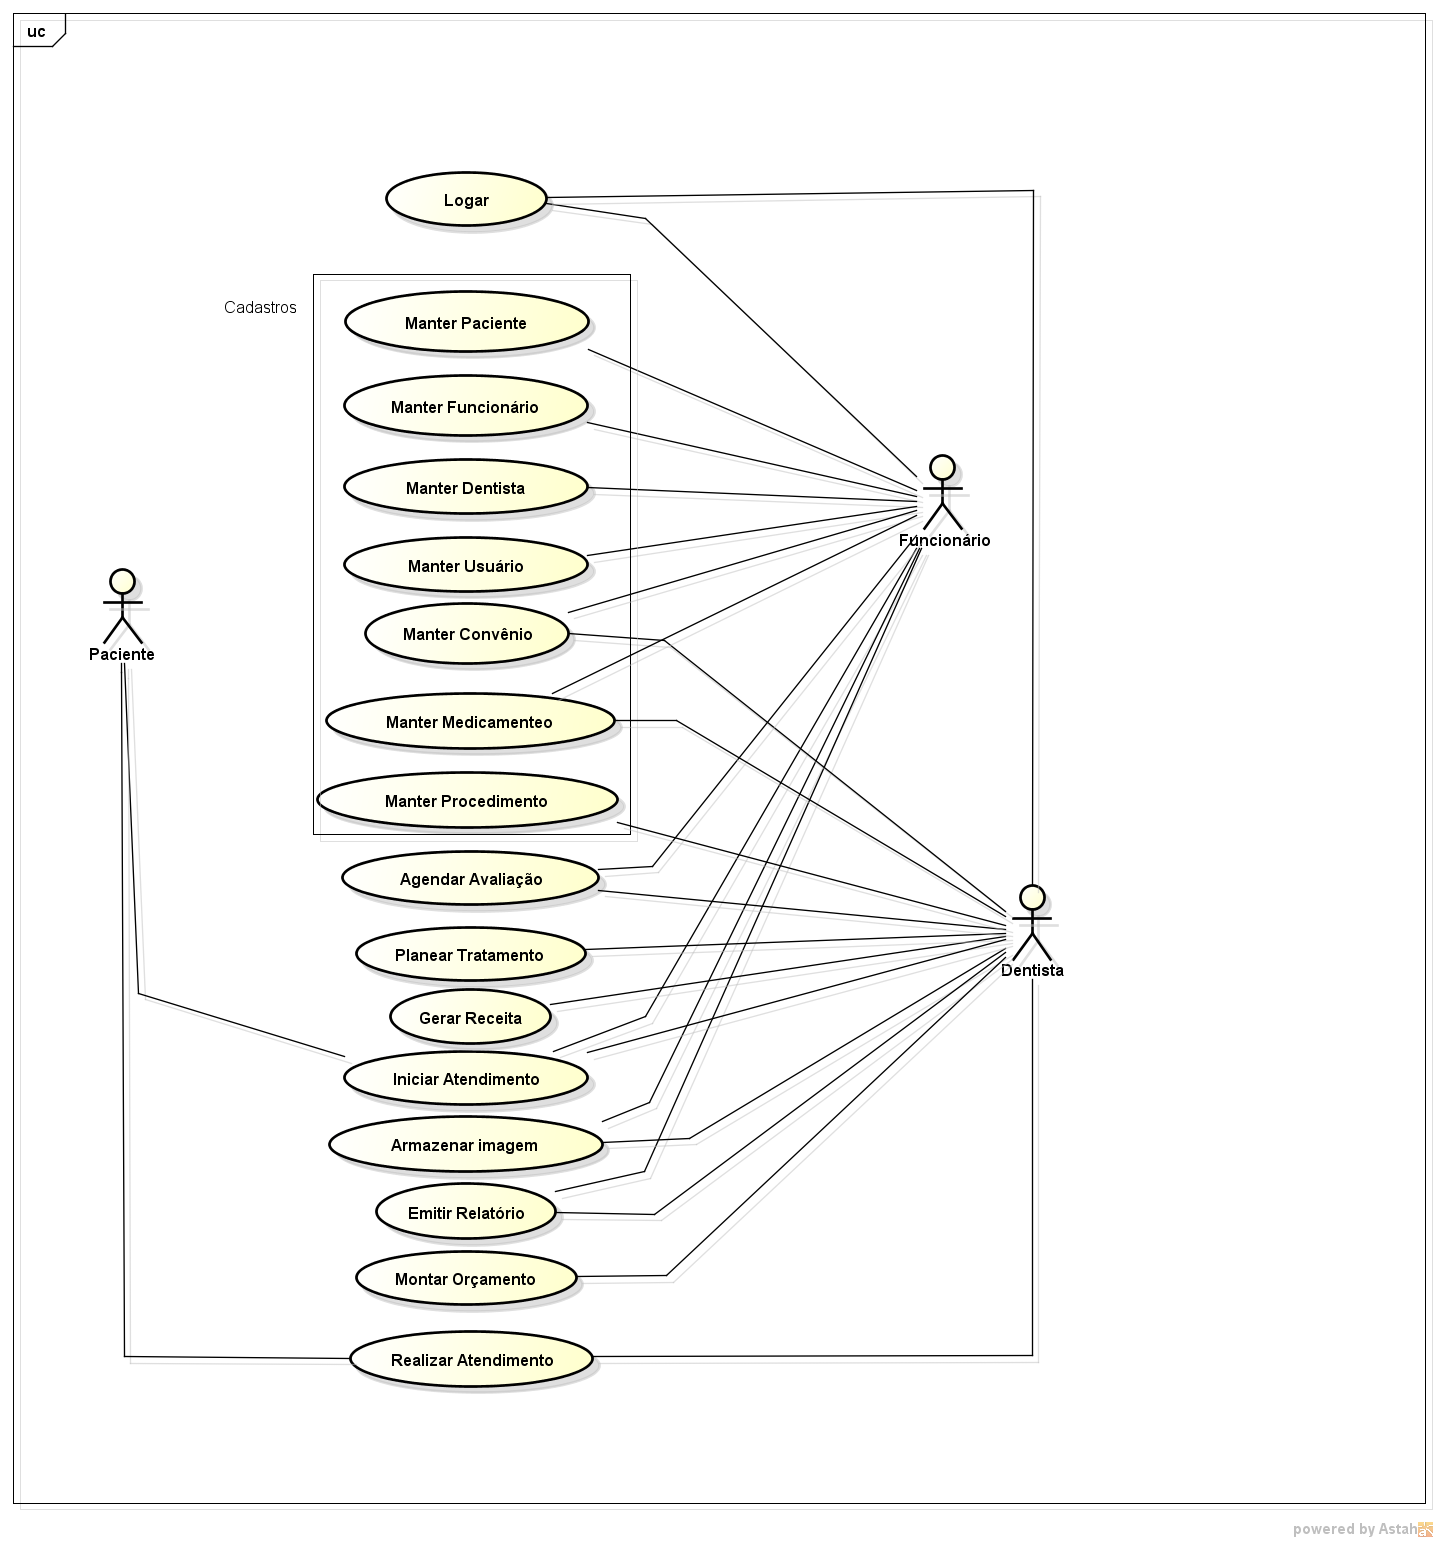 uc
Logar
Cadastros
Manter Paciente
Manter Funcionário
Manter Dentista
Funcionário
Manter Usuário
Manter Convênio
Paciente
Manter Medicamenteo
Manter Procedimento
Agendar Avaliação
Planear Tratamento
Dentista
Gerar Receita
Iniciar Atendimento
Armazenar imagem
Emitir Relatório
Montar Orçamento
Realizar Atendimento
powered by Astah